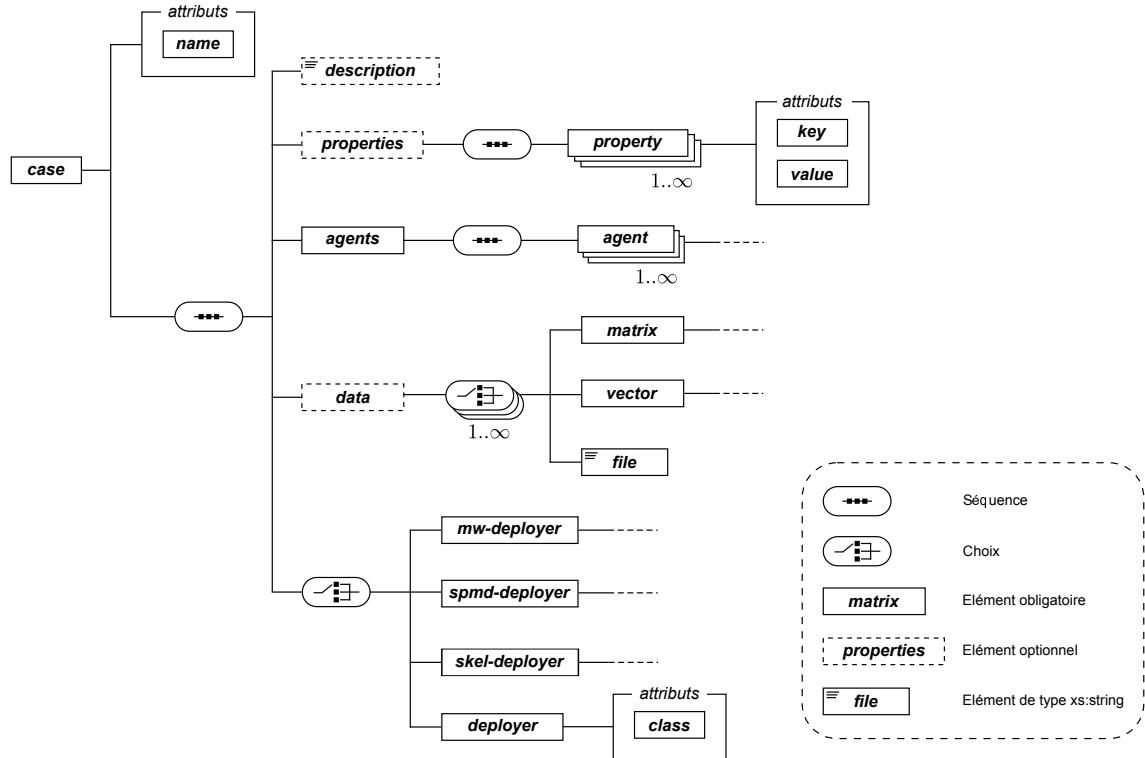 attributs
name
description
attributs
properties
property
key
1..∞
value
case
agents
agent
1..∞
matrix
data
vector
1..∞
file
mw-deployer
spmd-deployer
skel-deployer
attributs
deployer
class
Séquence
Choix
matrix
Elément obligatoire
properties
Elément optionnel
file
Elément de type xs:string